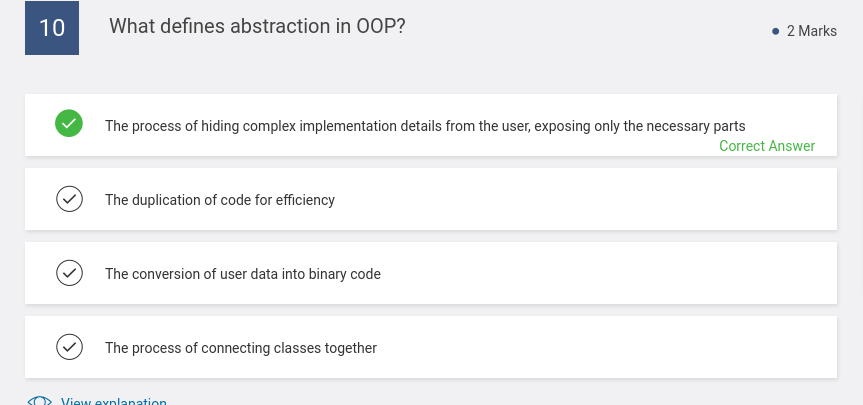 10
What defines abstraction in OOP?
2 Marks
The process of hiding complex implementation details from the user, exposing only the necessary parts
Correct Answer
The duplication of code for efficiency
The conversion of user data into binary code
The process of connecting classes together
View explanation